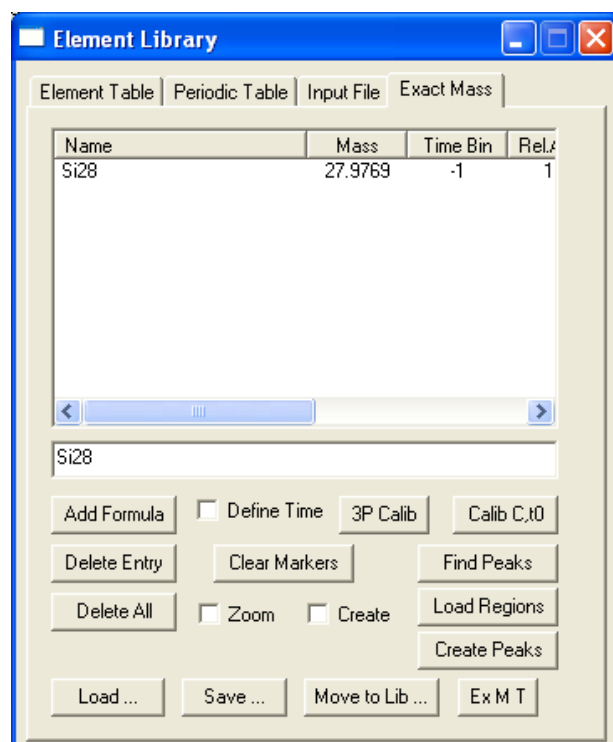 Element Library
Element Table Periodic Table Input File Exact Mass
Name Mass Time Bin Rel.
Si28 27.9769 -1 1
Si28
Add Formula Define Time 3P Calib Calib C,t0
Delete Entry Clear Markers Find Peaks
Delete All Zoom Create Load Regions
Create Peaks
Load ... Save ... Move to Lib ... Ex M T